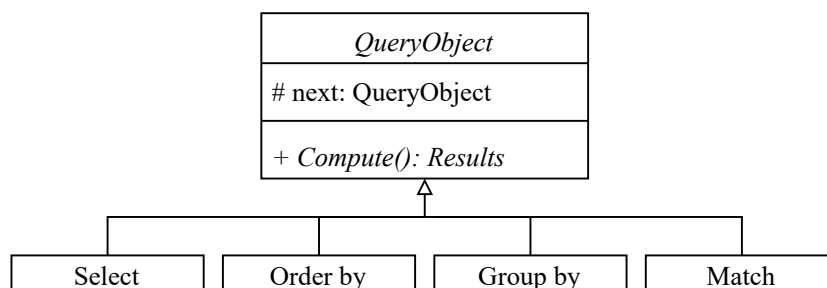 QueryObject
# next: QueryObject
+ Compute(): Results
Select Order by Group by Match